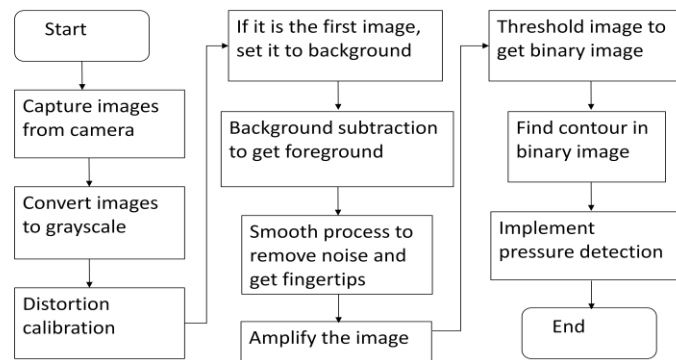 Start
Capture images
from camera
Convert images
to grayscale
Distortion
calibration
If it is the first image,
set it to background
Background subtraction
to get foreground
Smooth process to
remove noise and
get fingertips
Amplify the image
Threshold image to
get binary image
Find contour in
binary image
Implement
pressure detection
End